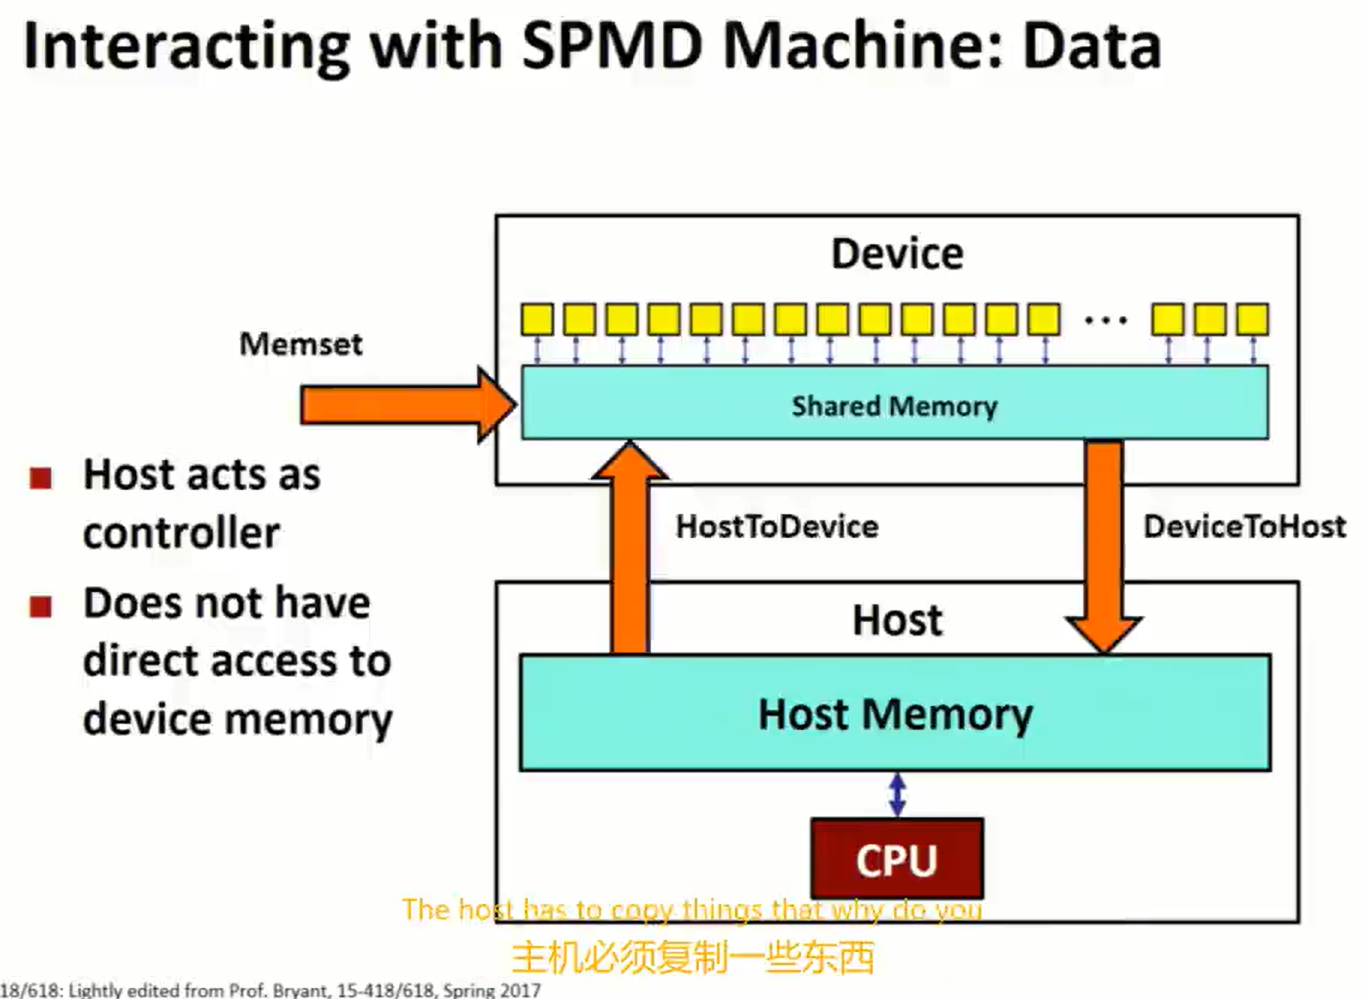 Interacting with SPMD Machine: Data
Device
Memset
Shared Memory
Host acts as
controller
HostToDevice
DeviceToHost
Does not have
direct access to
device memory
Host
Host Memory
CPU
The host has to copy things that why do you
主机必须复制一些东西
18/618: Lightly edited from Prof. Bryant, 15-418/618, Spring 2017